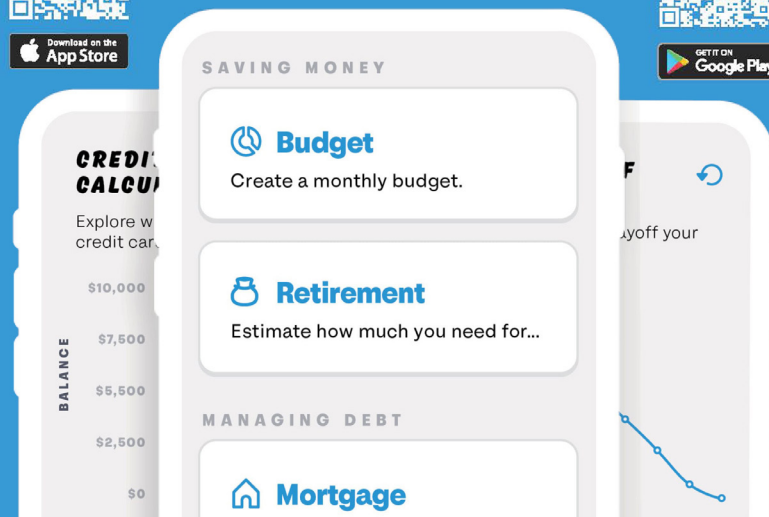 Download on the
App Store
GET IT ON
Google Play
SAVING MONEY
Budget
Create a monthly budget.
Retirement
Estimate how much you need for...
MANAGING DEBT
Mortgage
CREDIT
Explore w
credit car
$10,000
$7,500
$5,500
$2,500
$0
BALANCE
F
ayoff your